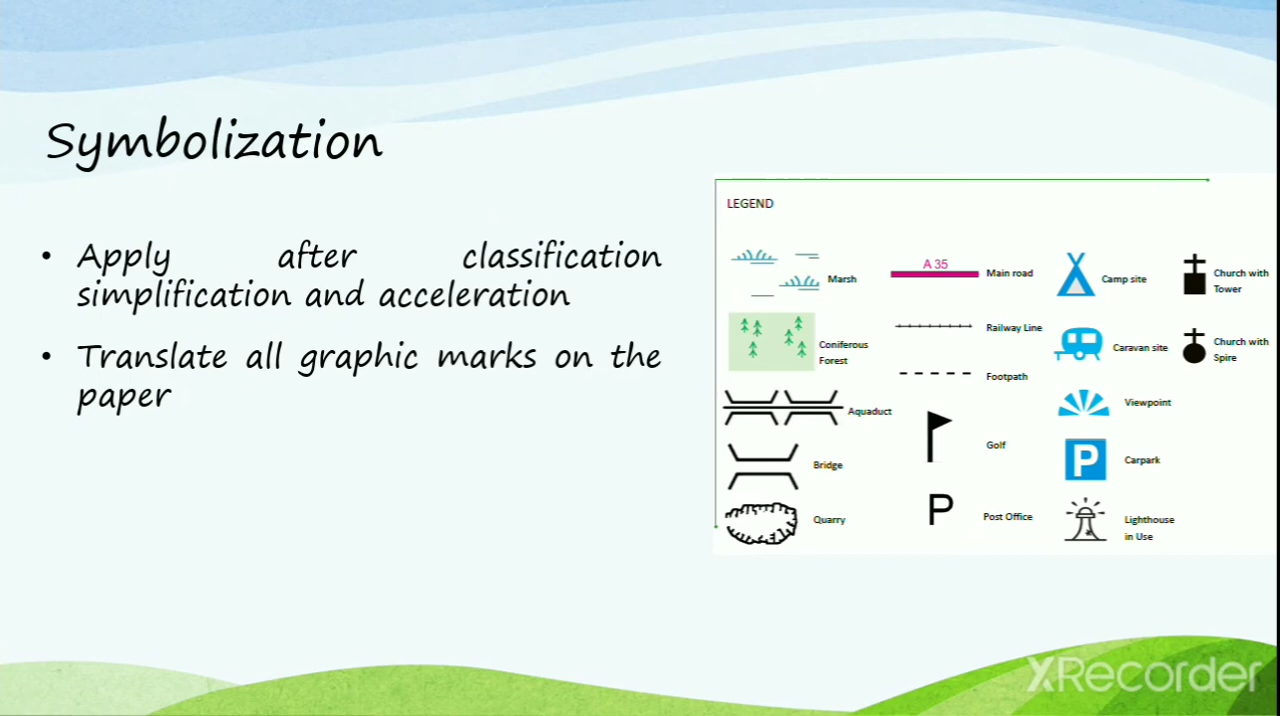 Symbolization
• Apply after classification
simplification and acceleration
• Translate all graphic marks on the
paper
LEGEND
Marsh
Coniferous
Forest
Aquaduct
Bridge
Quarry
A 35
Main road
Railway Line
Footpath
Golf
P
Post Office
Camp site
Caravan site
Viewpoint
P
Carpark
Lighthouse
in Use
Church with
Tower
Church with
Spire
XRecorder